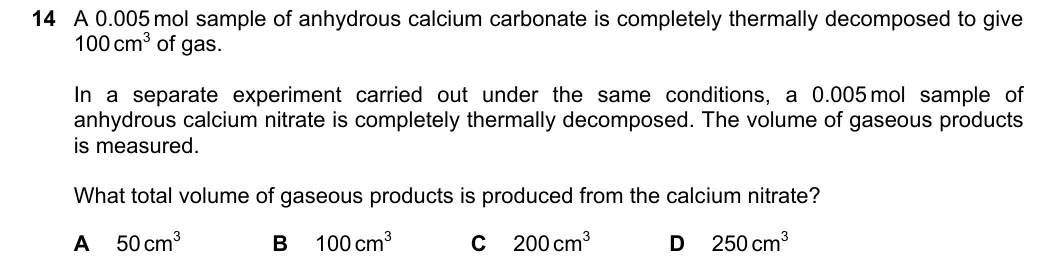 14 A 0.005 mol sample of anhydrous calcium carbonate is completely thermally decomposed to give
100 cm³ of gas.
In a separate experiment carried out under the same conditions, a 0.005 mol sample of
anhydrous calcium nitrate is completely thermally decomposed. The volume of gaseous products
is measured.
What total volume of gaseous products is produced from the calcium nitrate?
A 50 cm³ B 100 cm³ C 200 cm³ D 250 cm³